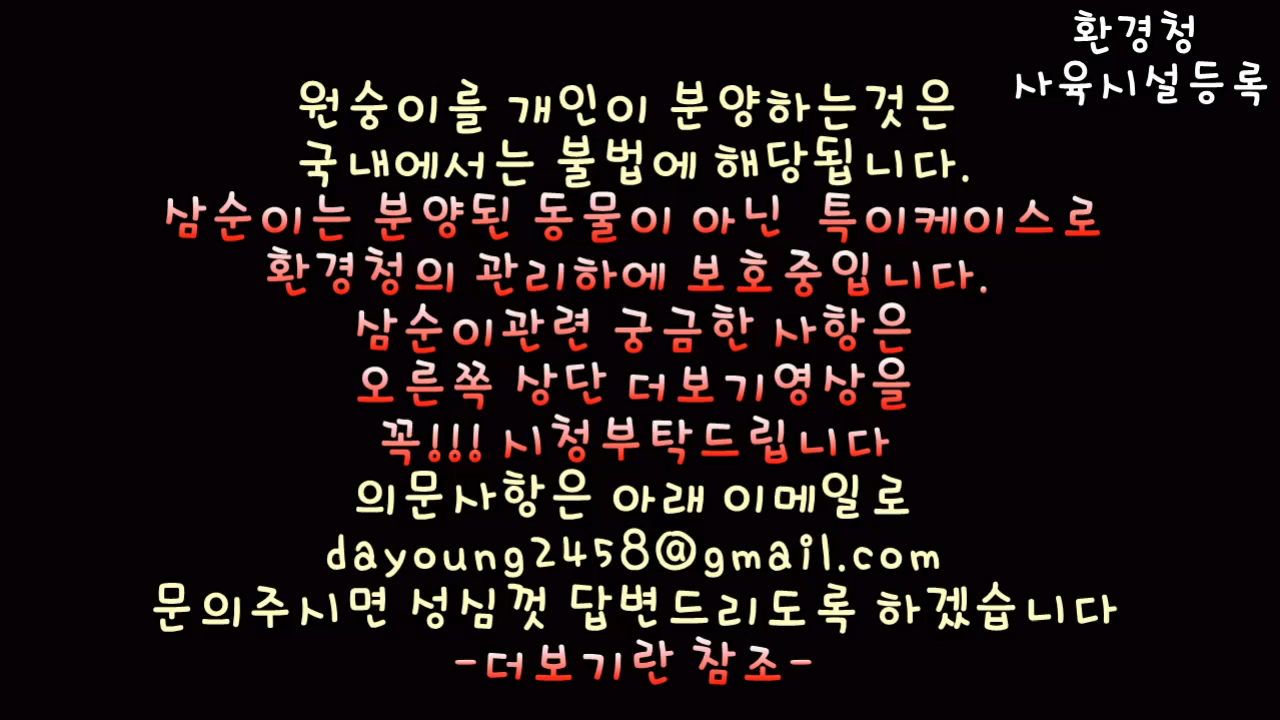 환경청
사육시설등록
원숭이를 개인이 분양하는것은
국내에서는 불법에 해당됩니다.
삼순이는 분양된 동물이 아닌 특이케이스로
환경청의 관리하에 보호중입니다.
삼순이관련 궁금한 사항은
오른쪽 상단 더보기영상을
꼭!!! 시청부탁드립니다
의문사항은 아래 이메일로
dayoung2458@gmail.com
문의주시면 성심껏 답변드리도록 하겠습니다
-더보기란 참조-